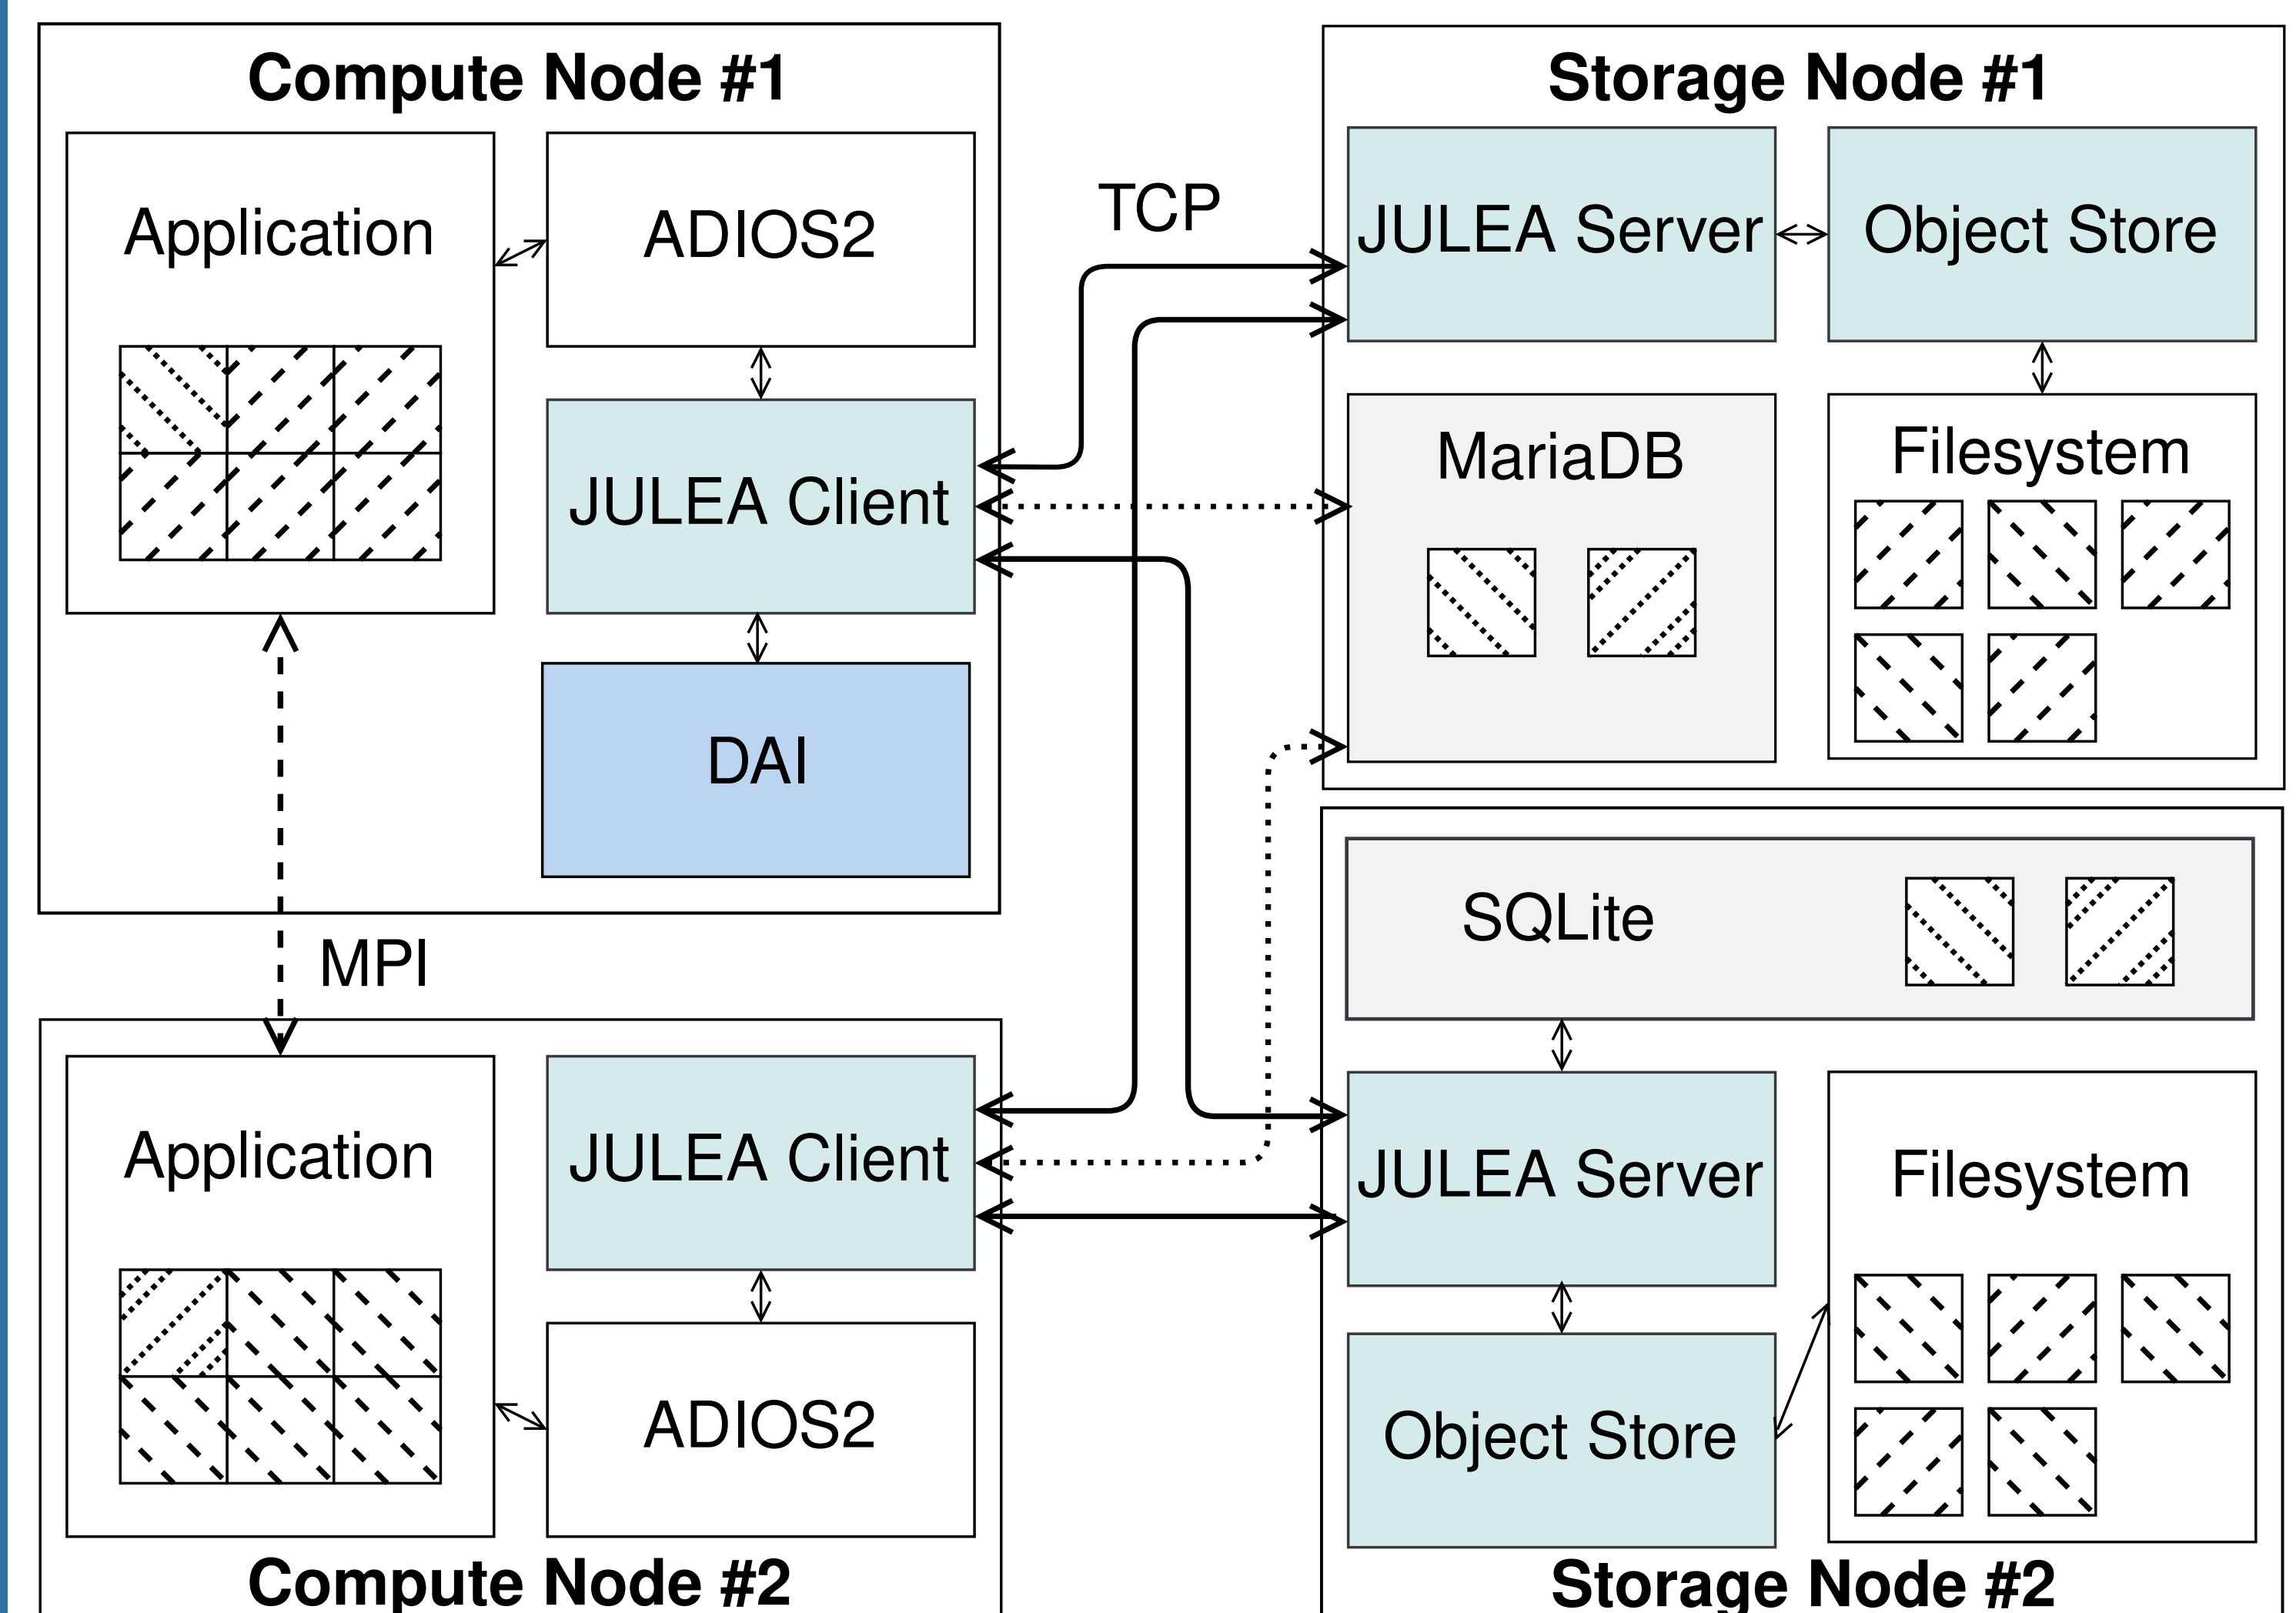 Compute Node #1
Application
ADIOS2
JULEA Client
DAI
TCP
Storage Node #1
JULEA Server
Object Store
MariaDB
Filesystem
MPI
Application
JULEA Client
ADIOS2
Compute Node #2
SQLite
JULEA Server
Filesystem
Object Store
Storage Node #2